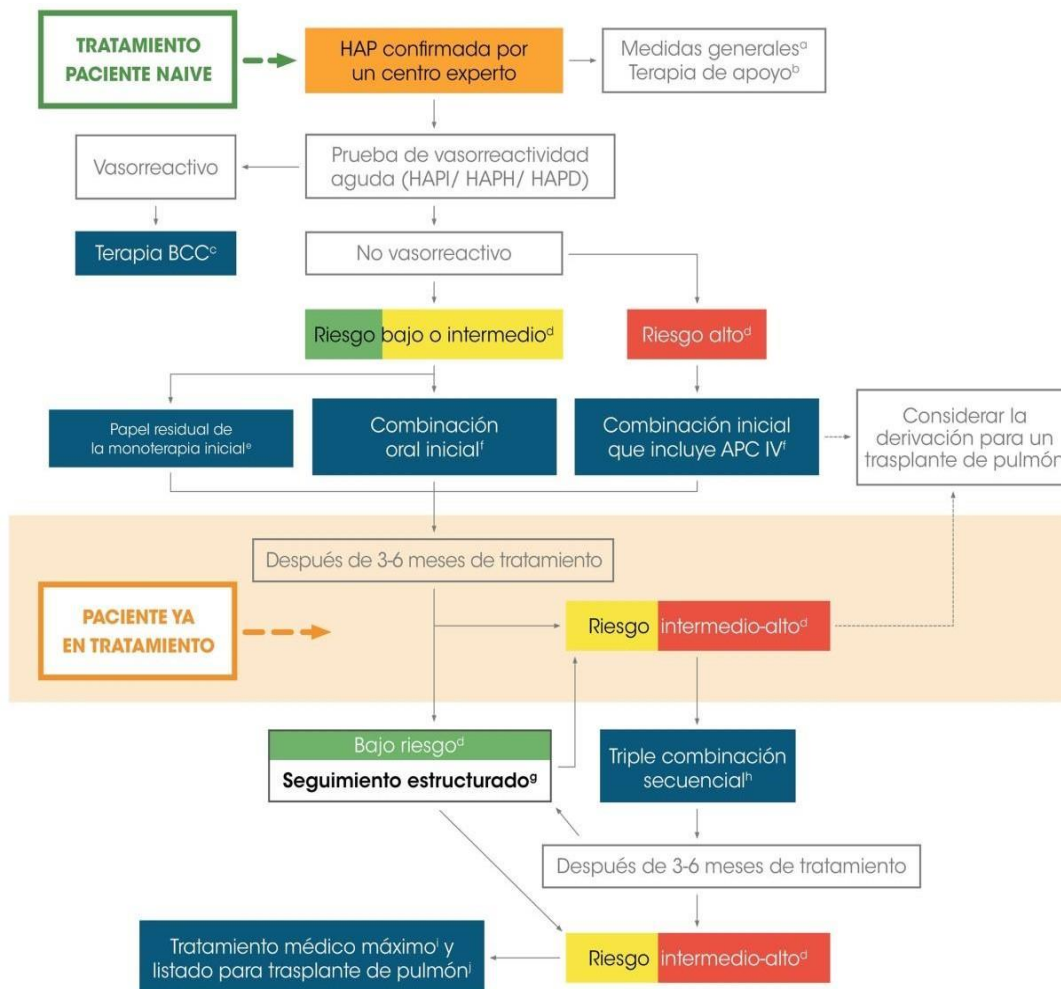 TRATAMIENTO
PACIENTE NAIVE
HAP confirmada por
un centro experto
Medidas generalesᵃ
Terapia de apoyoᵇ
Vasorreactivo
Prueba de vasorreactividad
aguda (HAPI/ HAPH/ HAPD)
Terapia BCCᶜ
No vasorreactivo
Riesgo bajo o intermedioᵈ
Riesgo altoᵈ
Papel residual de
la monoterapia inicialᵉ
Combinación
oral inicialᶠ
Combinación inicial
que incluye APC IVᶠ
Considerar la
derivación para un
trasplante de pulmón
Después de 3-6 meses de tratamiento
PACIENTE YA
EN TRATAMIENTO
Riesgo intermedio-altoᵈ
Bajo riesgoᵈ
Seguimiento estructuradoᵍ
Triple combinación
secuencialʰ
Después de 3-6 meses de tratamiento
Tratamiento médico máximoⁱ y
listado para trasplante de pulmónʲ
Riesgo intermedio-altoᵈ